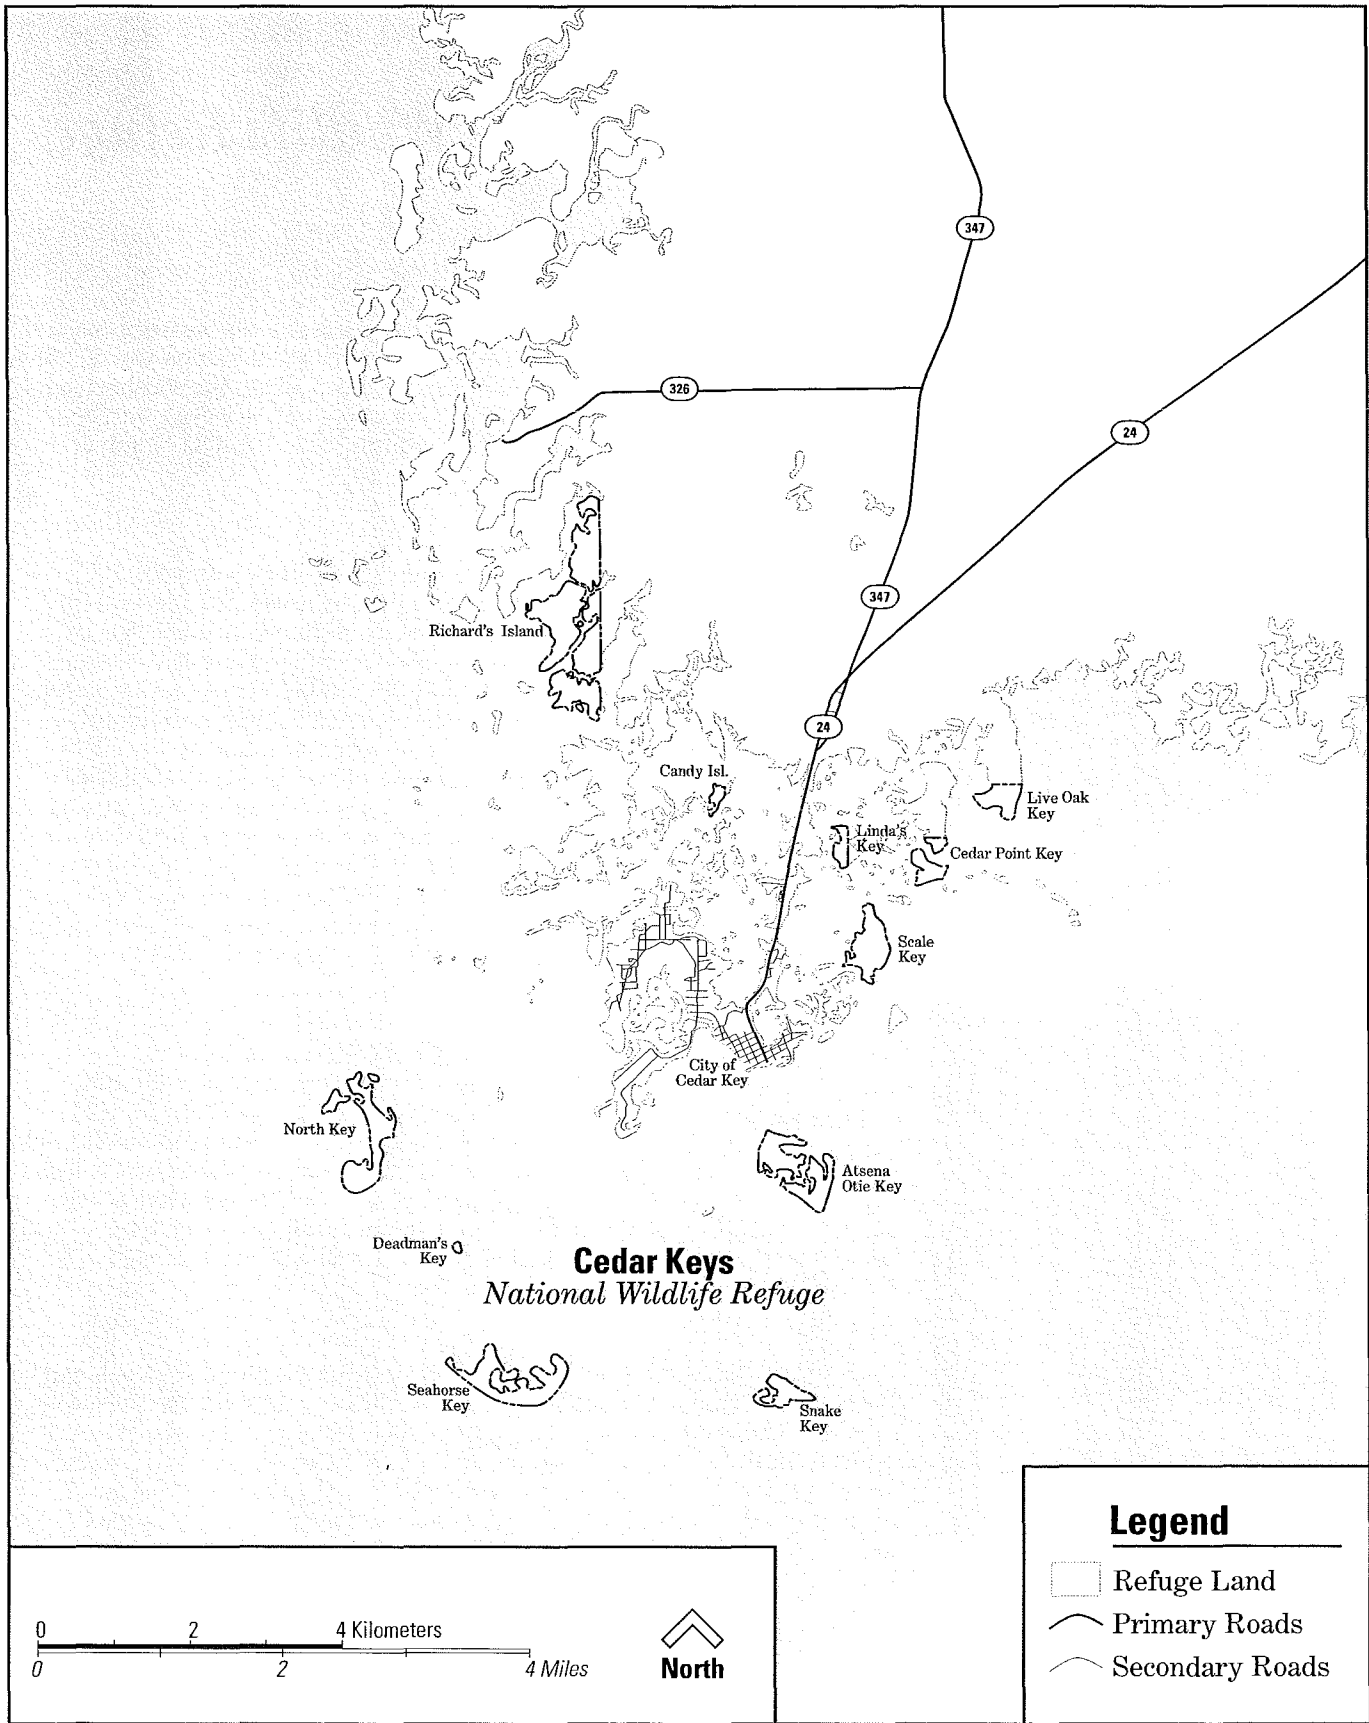 347
326
24
347
Richard's Island
24
Candy Isl.
Live Oak
Key
Linda's
Key
Cedar Point Key
Scale
Key
City of
Cedar Key
North Key
Atsena
Otie Key
Deadman's
Key
Cedar Keys
National Wildlife Refuge
Seahorse
Key
Snake
Key
Legend
Refuge Land
Primary Roads
Secondary Roads
0 2 4 Kilometers
0 2 4 Miles
North